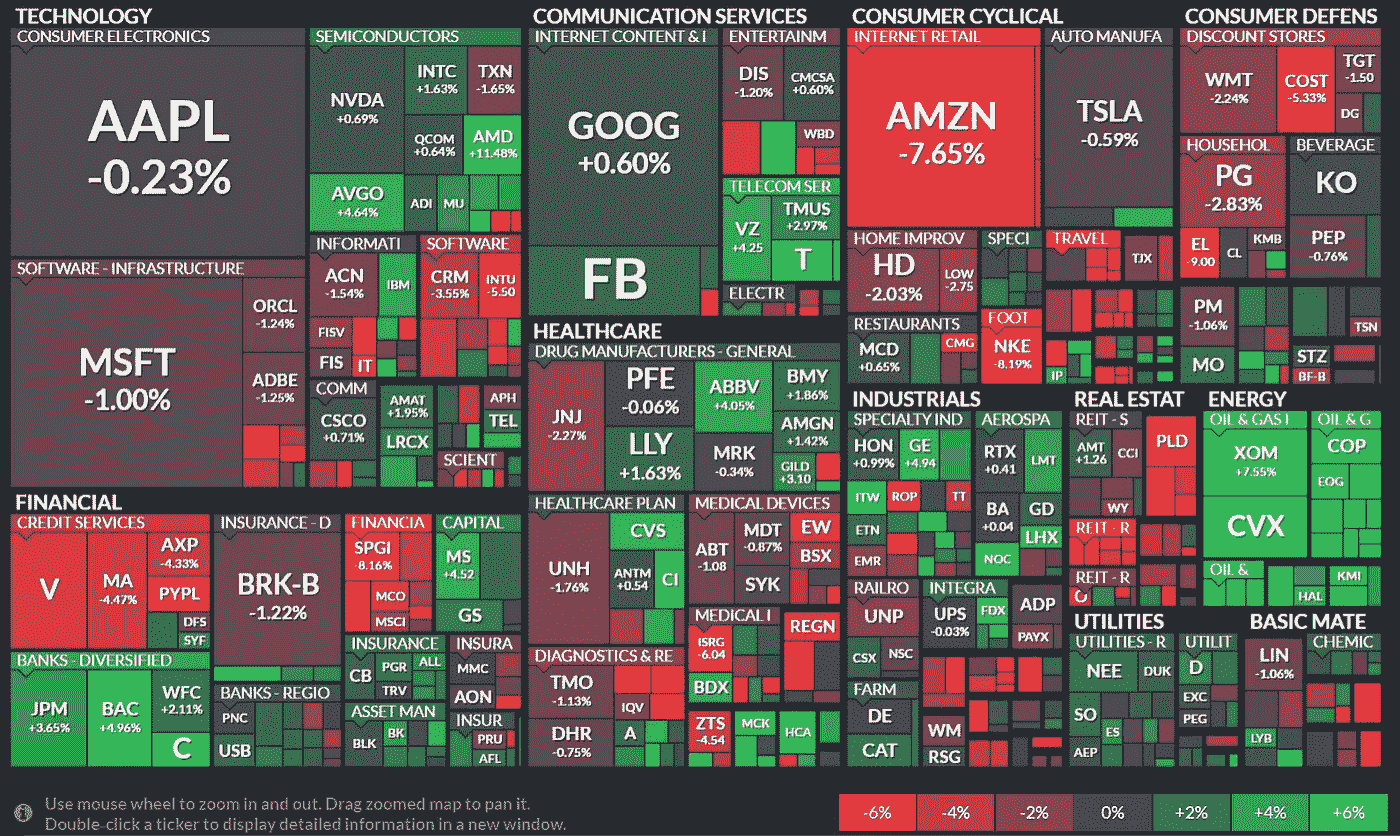 TECHNOLOGY
CONSUMER ELECTRONICS
AAPL
-0.23%
SEMICONDUCTORS
NVDA
+0.69%
INTC
+1.63%
TXN
-1.65%
QCOM
+0.64%
AMD
+11.48%
AVGO
+4.64%
ADI
MU
SOFTWARE - INFRASTRUCTURE
MSFT
-1.00%
ORCL
-1.24%
ADBE
-1.25%
INFORMATI
ACN
-1.54%
IBM
FISV
FIS
IT
SOFTWARE
CRM
-3.55%
INTU
-5.50
COMM
CSCO
+0.71%
AMAT
+1.95%
LRCX
APH
TEL
SCIENT
COMMUNICATION SERVICES
INTERNET CONTENT & I
GOOG
+0.60%
FB
ENTERTAINM
DIS
-1.20%
CMCSA
+0.60%
WBD
TELECOM SER
VZ
+4.25
TMUS
+2.97%
T
ELECTR
CONSUMER CYCLICAL
INTERNET RETAIL
AMZN
-7.65%
AUTO MANUFA
TSLA
-0.59%
HOME IMPROV
HD
-2.03%
LOW
-2.75
SPECI
TRAVEL
TJX
RESTAURANTS
MCD
+0.65%
CMG
FOOT
NKE
-8.19%
IP
CONSUMER DEFENS
DISCOUNT STORES
WMT
-2.24%
COST
-5.33%
TGT
-1.50
DG
HOUSEHOL
PG
-2.83%
EL
-9.00
CL
KMB
BEVERAGE
KO
PEP
-0.76%
PM
-1.06%
MO
TSN
STZ
BF-B
HEALTHCARE
DRUG MANUFACTURERS - GENERAL
JNJ
-2.27%
PFE
-0.06%
LLY
+1.63%
ABBV
+4.05%
MRK
-0.34%
BMY
+1.86%
AMGN
+1.42%
GILD
+3.10
HEALTHCARE PLAN
UNH
-1.76%
CVS
ANTM
+0.54
CI
MEDICAL DEVICES
ABT
-1.08
MDT
-0.87%
SYK
EW
BSX
MEDICAL I
ISRG
-6.04
BDX
REGN
DIAGNOSTICS & RE
TMO
-1.13%
DHR
-0.75%
IQV
A
ZTS
-4.54
MCK
HCA
FINANCIAL
CREDIT SERVICES
V
MA
-4.47%
AXP
-4.33%
PYPL
DFS
SYF
INSURANCE - D
BRK-B
-1.22%
FINANCIA
SPGI
-8.16%
MCO
MSCI
CAPITAL
MS
+4.52
GS
BANKS - DIVERSIFIED
JPM
+3.65%
BAC
+4.96%
WFC
+2.11%
C
BANKS - REGIO
PNC
USB
INSURANCE
CB
PGR
ALL
TRV
INSURA
MMC
AON
ASSET MAN
BLK
BK
INSUR
PRU
AFL
INDUSTRIALS
SPECIALTY IND
HON
+0.99%
GE
+4.94
ITW
ROP
TT
ETN
EMR
AEROSPA
RTX
+0.41
LMT
BA
+0.04
GD
LHX
NOC
RAILRO
UNP
CSX
NSC
INTEGRA
UPS
-0.03%
FDX
ADP
PAYX
FARM
DE
CAT
WM
RSG
REAL ESTAT
REIT - S
AMT
+1.26
CCI
WY
PLD
REIT - R
REIT - R
O
ENERGY
OIL & GAS I
XOM
+7.55%
CVX
OIL & G
COP
EOG
OIL &
HAL
KMI
UTILITIES
UTILITIES - R
NEE
DUK
SO
ES
AEP
UTILIT
D
EXC
PEG
BASIC MATE
LIN
-1.06%
LYB
CHEMIC
Use mouse wheel to zoom in and out. Drag zoomed map to pan it.
Double-click a ticker to display detailed information in a new window.
-6%
-4%
-2%
0%
+2%
+4%
+6%